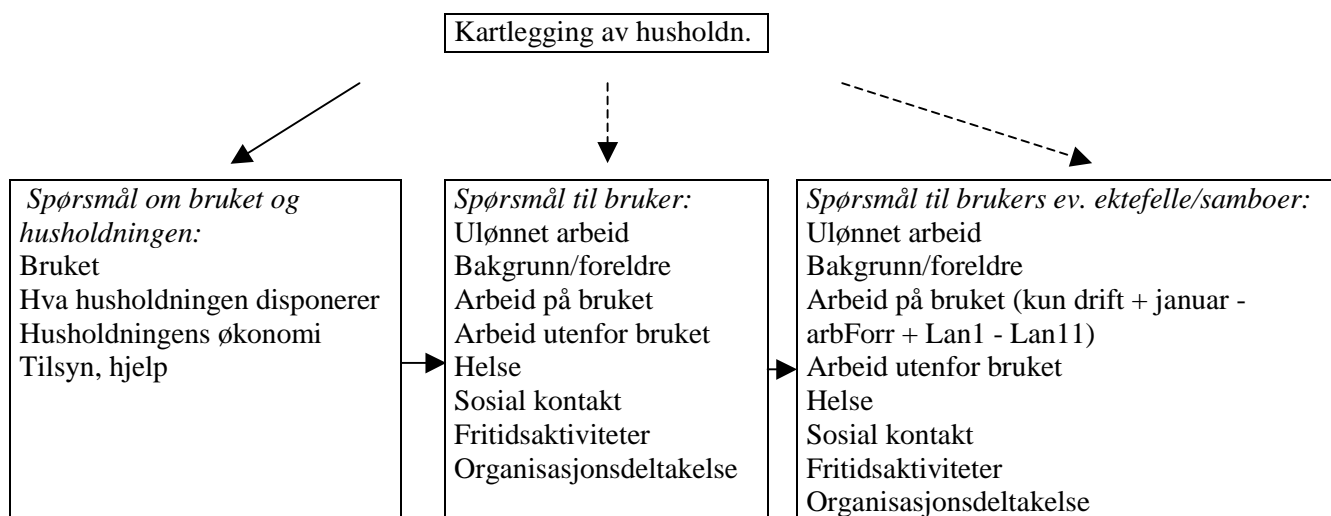 Kartlegging av husholdn.
Spørsmål om bruket og
husholdningen:
Bruket
Hva husholdningen disponerer
Husholdningens økonomi
Tilsyn, hjelp
Spørsmål til bruker:
Ulønnet arbeid
Bakgrunn/foreldre
Arbeid på bruket
Arbeid utenfor bruket
Helse
Sosial kontakt
Fritidsaktiviteter
Organisasjonsdeltakelse
Spørsmål til brukers ev. ektefelle/samboer:
Ulønnet arbeid
Bakgrunn/foreldre
Arbeid på bruket (kun drift + januar -
arbForr + Lan1 - Lan11)
Arbeid utenfor bruket
Helse
Sosial kontakt
Fritidsaktiviteter
Organisasjonsdeltakelse